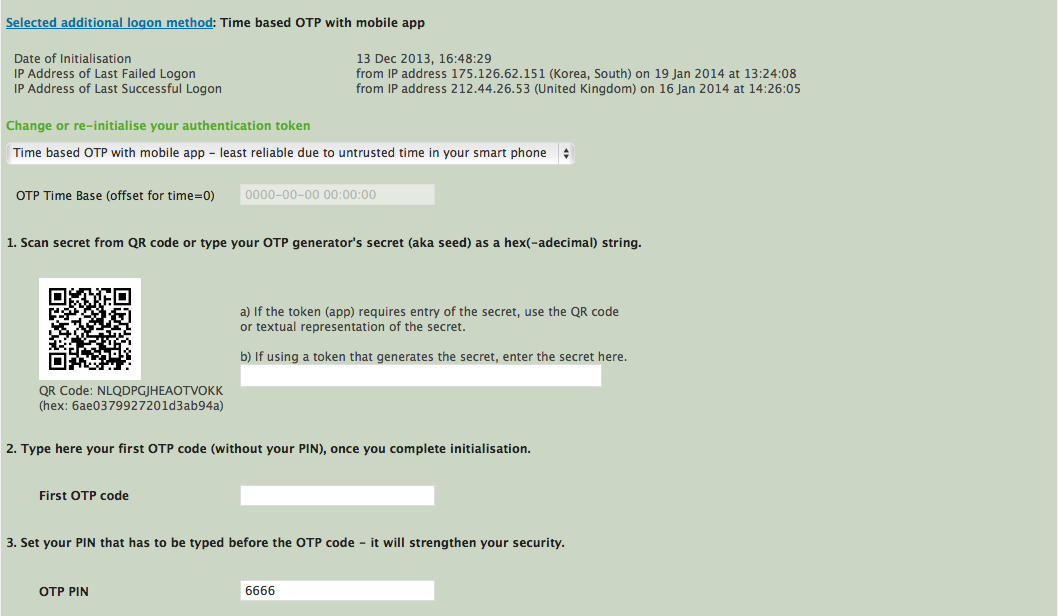 Selected additional logon method: Time based OTP with mobile app
Date of Initialisation 13 Dec 2013, 16:48:29
IP Address of Last Failed Logon from IP address 175.126.62.151 (Korea, South) on 19 Jan 2014 at 13:24:08
IP Address of Last Successful Logon from IP address 212.44.26.53 (United Kingdom) on 16 Jan 2014 at 14:26:05
Change or re-initialise your authentication token
Time based OTP with mobile app - least reliable due to untrusted time in your smart phone
OTP Time Base (offset for time=0) 0000-00-00 00:00:00
1. Scan secret from QR code or type your OTP generator's secret (aka seed) as a hex(-adecimal) string.
a) If the token (app) requires entry of the secret, use the QR code
or textual representation of the secret.
b) If using a token that generates the secret, enter the secret here.
QR Code: NLQDPGJHEAOTVOKK
(hex: 6ae0379927201d3ab94a)
2. Type here your first OTP code (without your PIN), once you complete initialisation.
First OTP code
3. Set your PIN that has to be typed before the OTP code - it will strengthen your security.
OTP PIN 6666